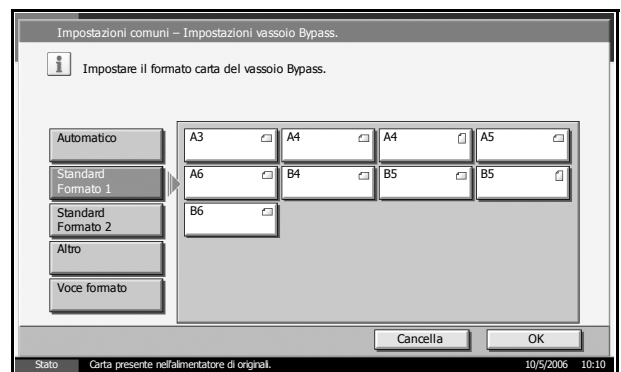 Impostazioni comuni – Impostazioni vassoio Bypass.
Impostare il formato carta del vassoio Bypass.
Automatico
Standard
Formato 1
Standard
Formato 2
Altro
Voce formato
A3 A4 A4 A5
A6 B4 B5 B5
B6
Cancella OK
Stato Carta presente nell'alimentatore di originali. 10/5/2006 10:10